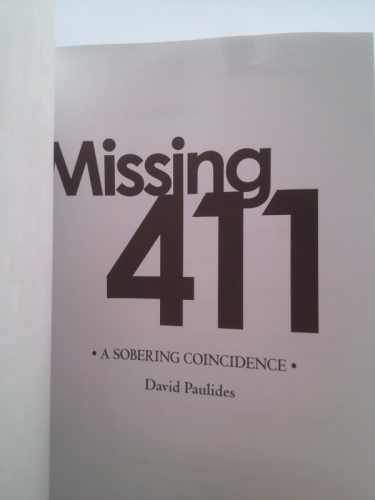 Missing
411
• A SOBERING COINCIDENCE •
David Paulides